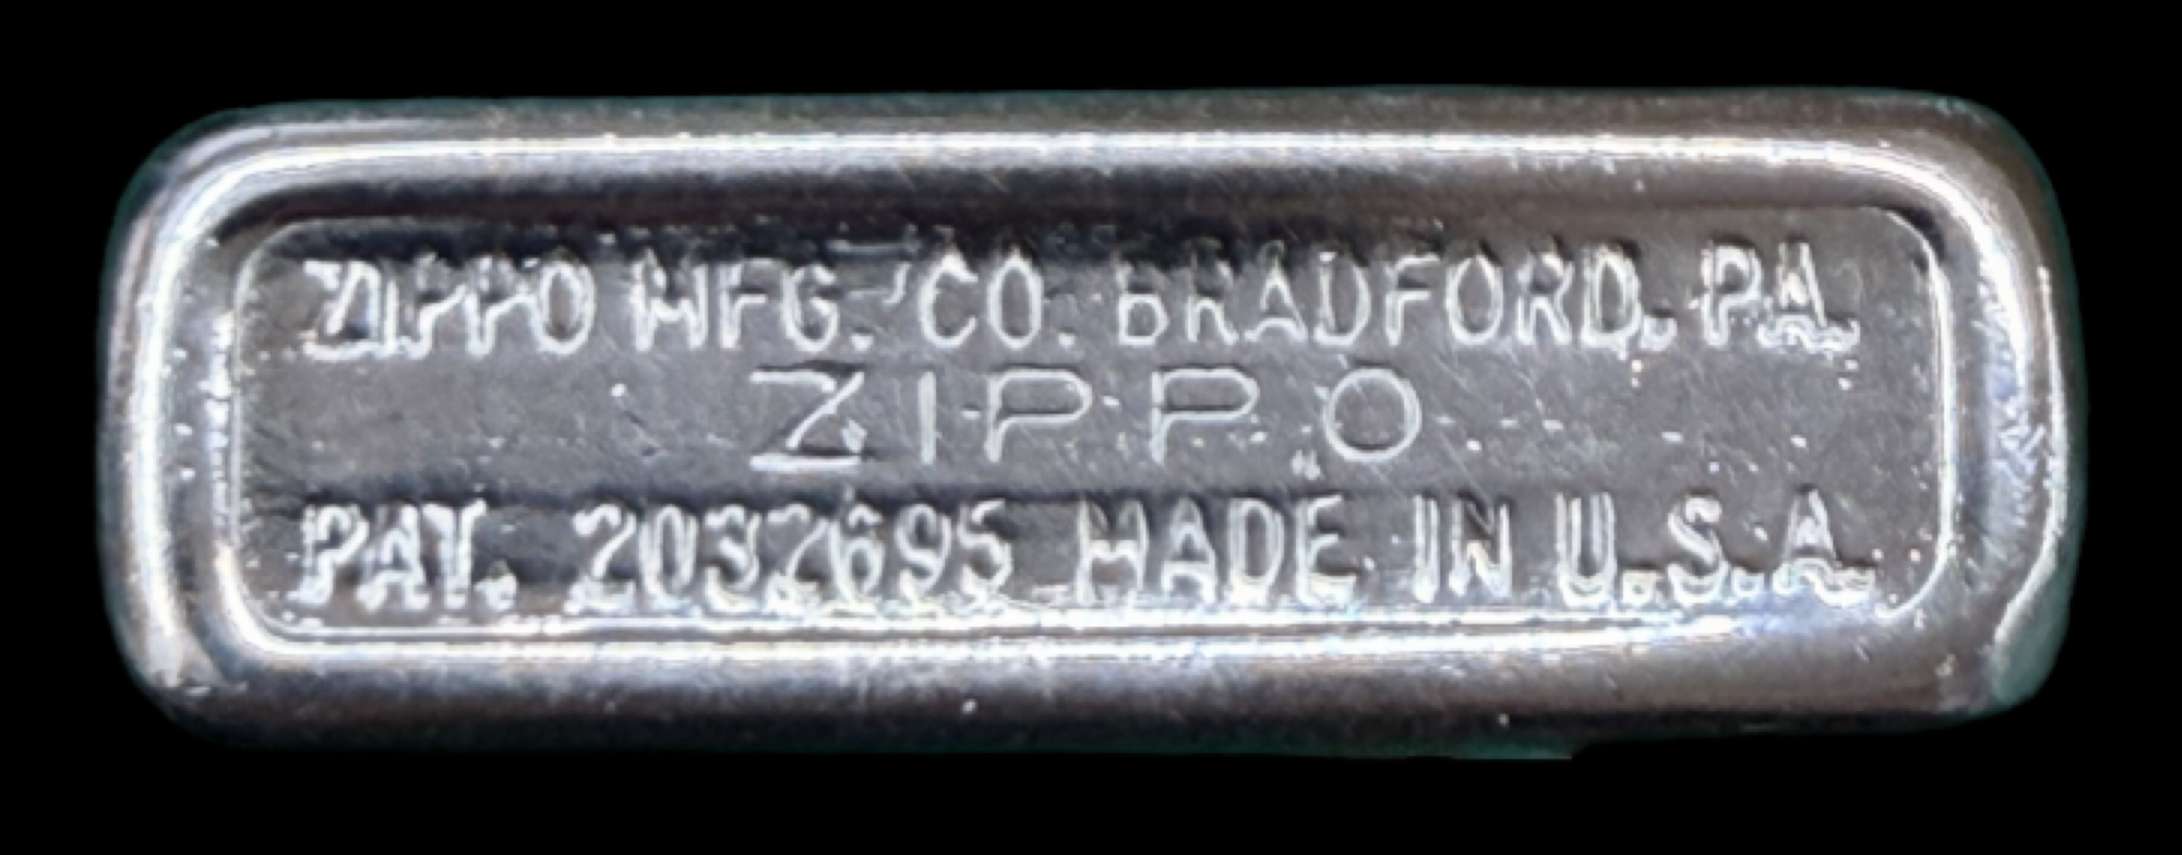 ZIPPO MFG. CO. BRADFORD. PA.
ZIPPO
PAT. 2032695 MADE IN U.S.A.